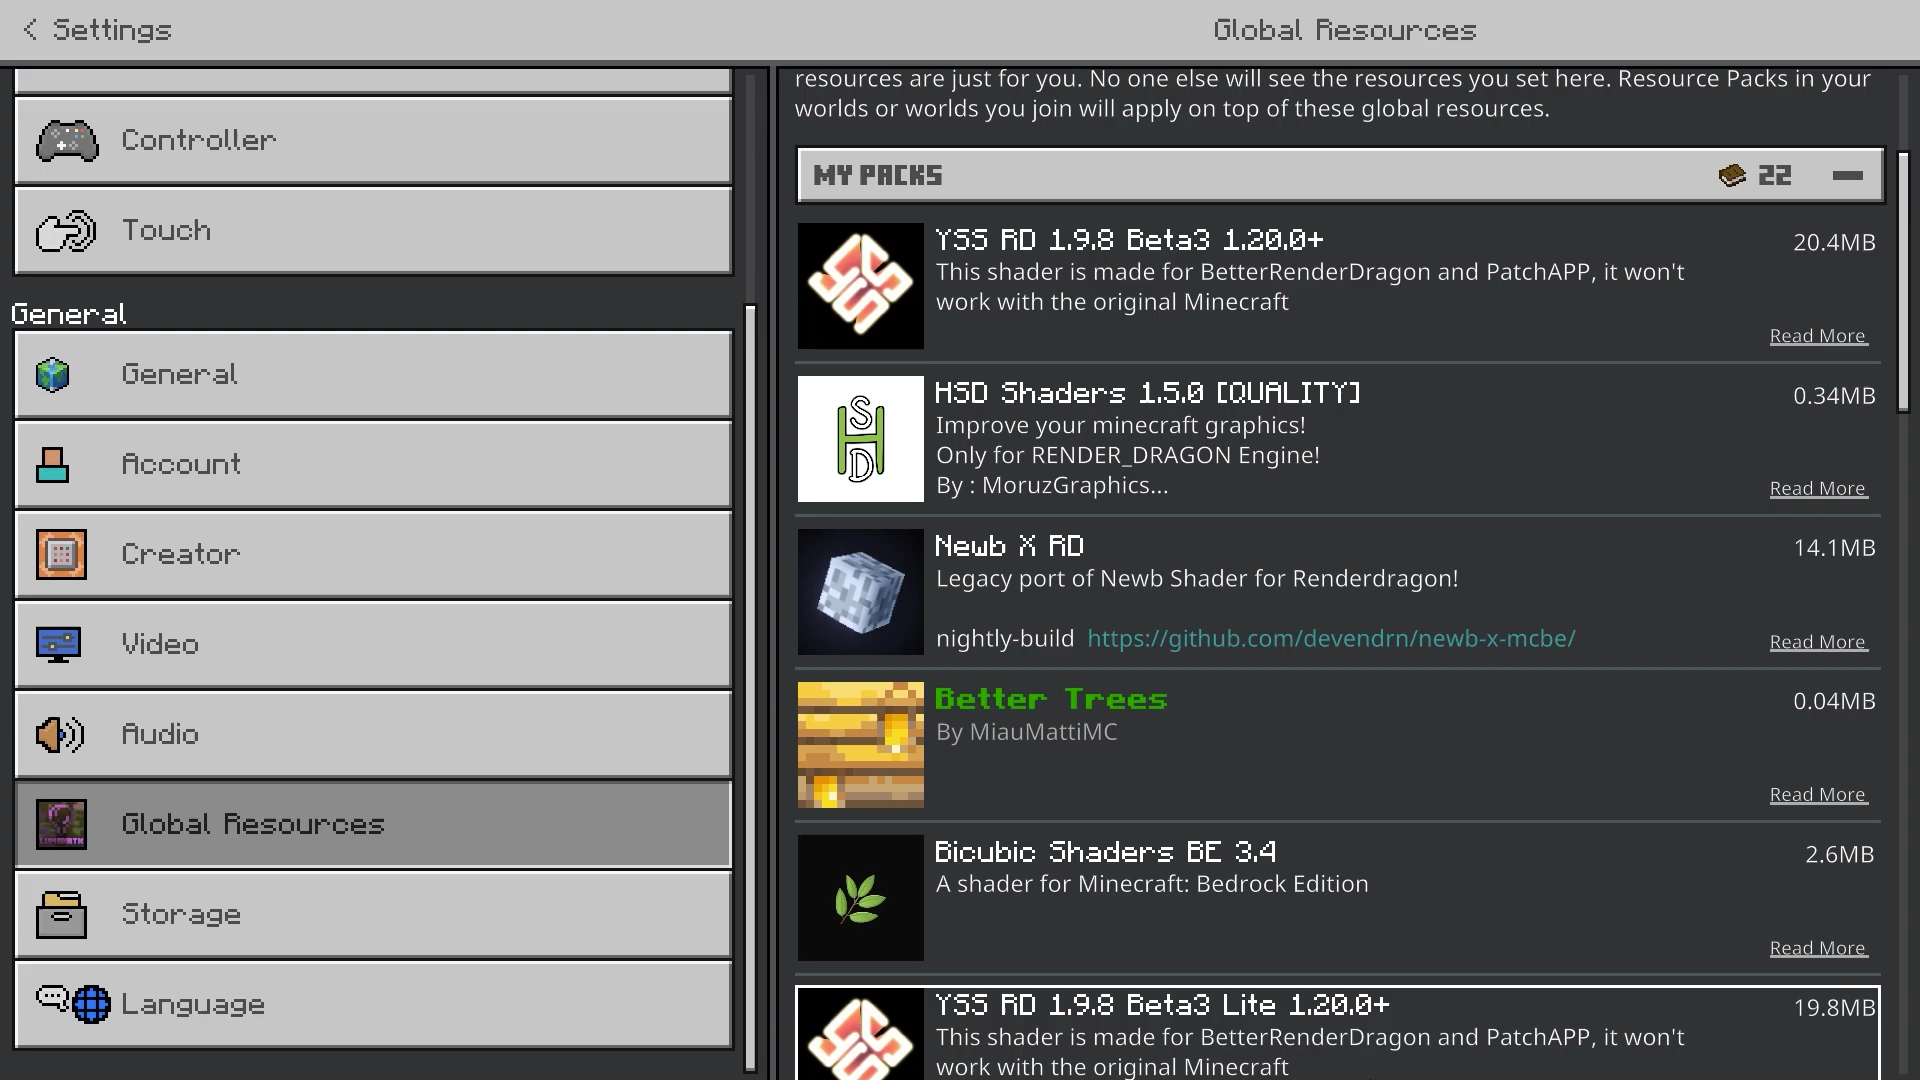 Settings
Global Resources
Controller
Touch
General
General
Account
Creator
Video
Audio
Global Resources
Storage
Language
resources are just for you. No one else will see the resources you set here. Resource Packs in your
worlds or worlds you join will apply on top of these global resources.
MY PACKS 22
YSS RD 1.9.8 Beta3 1.20.0+ 20.4MB
This shader is made for BetterRenderDragon and PatchAPP, it won't
work with the original Minecraft
Read More
HSD Shaders 1.5.0 [QUALITY] 0.34MB
Improve your minecraft graphics!
Only for RENDER_DRAGON Engine!
By : MoruzGraphics...
Read More
Newb X RD 14.1MB
Legacy port of Newb Shader for Renderdragon!
nightly-build https://github.com/devendrn/newb-x-mcbe/
Read More
Better Trees 0.04MB
By MiauMattiMC
Read More
Bicubic Shaders BE 3.4 2.6MB
A shader for Minecraft: Bedrock Edition
Read More
YSS RD 1.9.8 Beta3 Lite 1.20.0+ 19.8MB
This shader is made for BetterRenderDragon and PatchAPP, it won't
work with the original Minecraft